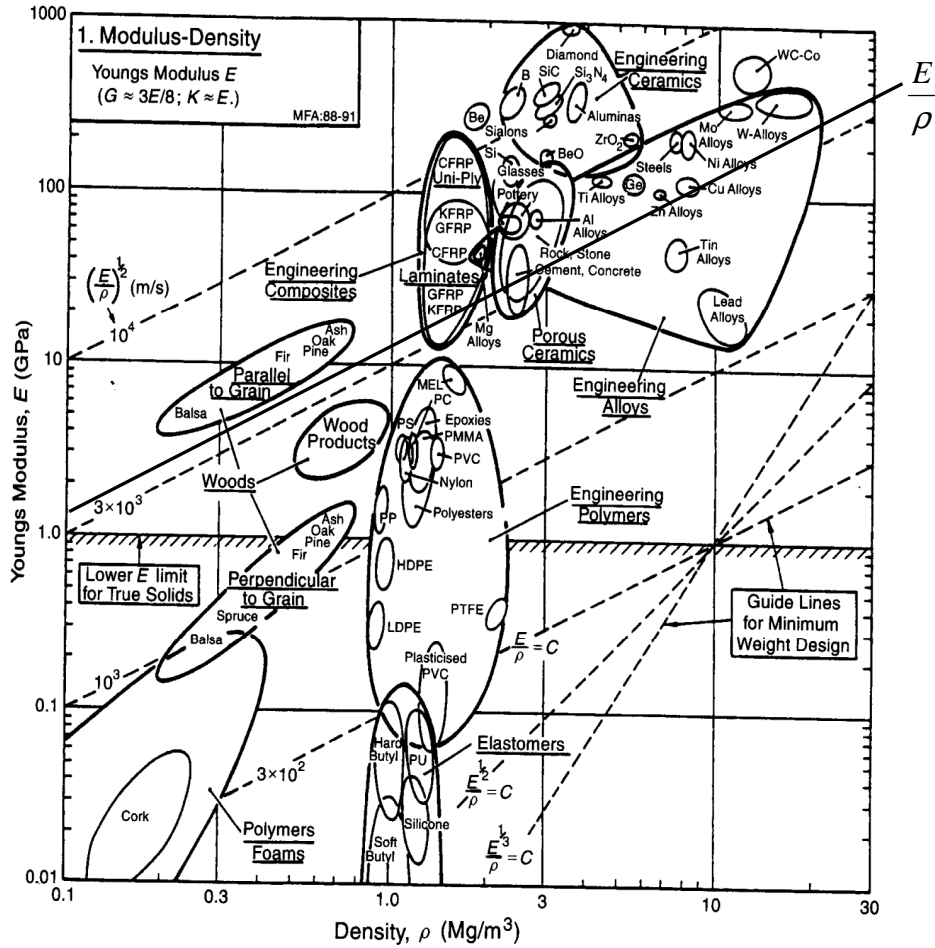 1000
1. Modulus-Density
Youngs Modulus E
(G ≈ 3E/8; K ≈ E.)
MFA:88-91
Diamond
B
SiC
Si3N4
Engineering
Ceramics
WC-Co
E
ρ
Be
Sialons
Aluminas
ZrO2
Mo
Alloys
W-Alloys
Si
BeO
Steels
Ni Alloys
CFRP
Uni-Ply
Glasses
Pottery
Ti Alloys
Ge
Cu Alloys
Zn Alloys
100
KFRP
GFRP
Al
Alloys
Rock, Stone
Cement, Concrete
Tin
Alloys
CFRP
Laminates
GFRP
KFRP
Engineering
Composites
(E/ρ)^½ (m/s)
10⁴
Mg
Alloys
Porous
Ceramics
Lead
Alloys
Ash
Oak
Pine
Fir
Parallel
to Grain
Balsa
10
Engineering
Alloys
MEL
PC
PS
Epoxies
PMMA
PVC
Nylon
Polyesters
Wood
Products
Woods
3×10³
PP
Engineering
Polymers
Ash
Oak
Pine
Fir
1.0
Lower E limit
for True Solids
Perpendicular
to Grain
HDPE
Spruce
Balsa
LDPE
PTFE
E/ρ = C
Guide Lines
for Minimum
Weight Design
10³
Plasticised
PVC
0.1
Hard
Butyl
PU
Elastomers
3×10²
E^½/ρ = C
Cork
Polymers
Foams
Silicone
Soft
Butyl
E^⅓/ρ = C
0.01
0.1
0.3
1.0
3
10
30
Youngs Modulus, E (GPa)
Density, ρ (Mg/m³)